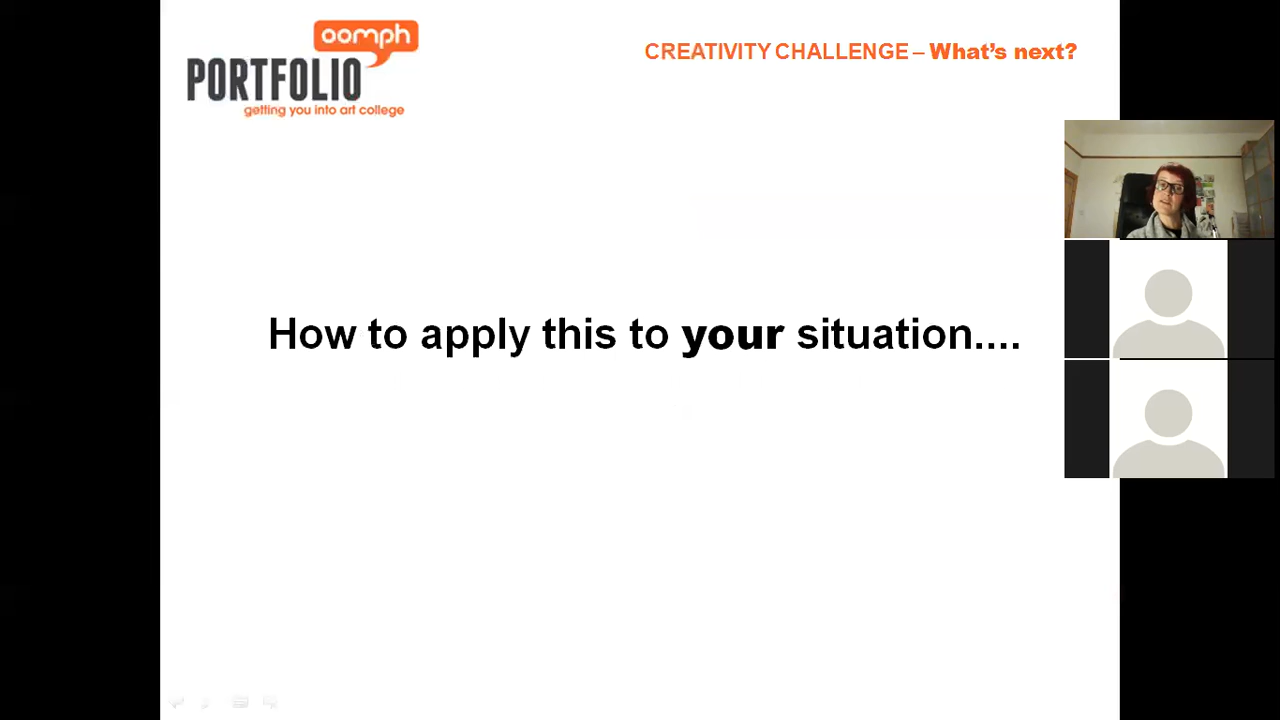 oomph
PORTFOLIO
getting you into art college
CREATIVITY CHALLENGE – What's next?
How to apply this to your situation....